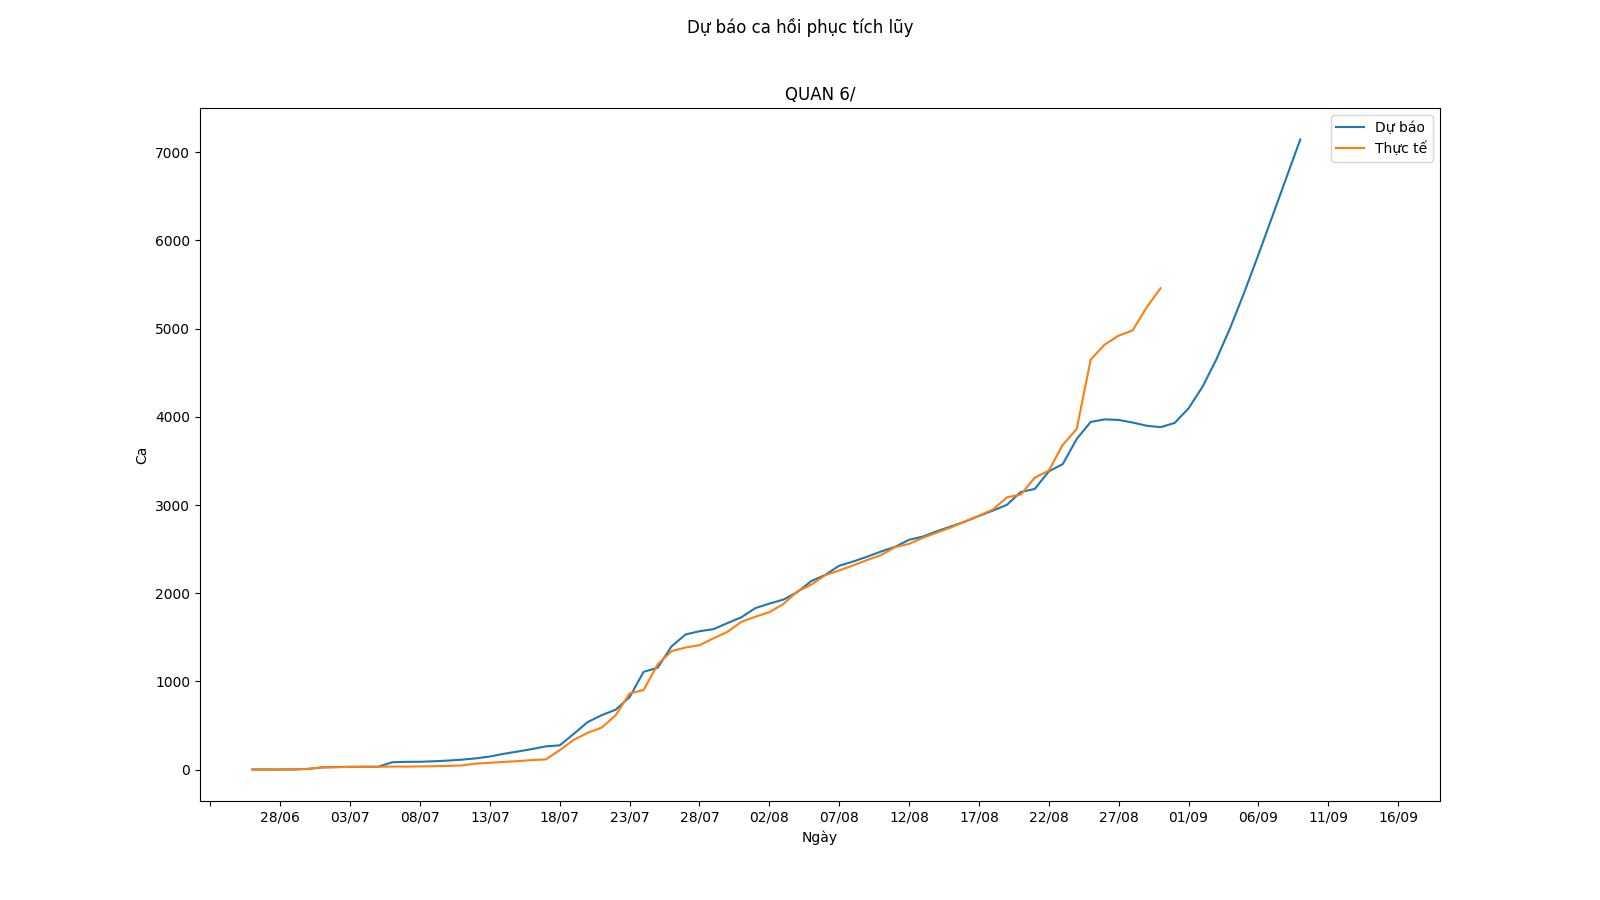 Dự báo ca hồi phục tích lũy
QUAN 6/
Dự báo
Thực tế
7000
6000
5000
4000
3000
2000
1000
0
Ca
28/06 03/07 08/07 13/07 18/07 23/07 28/07 02/08 07/08 12/08 17/08 22/08 27/08 01/09 06/09 11/09 16/09
Ngày